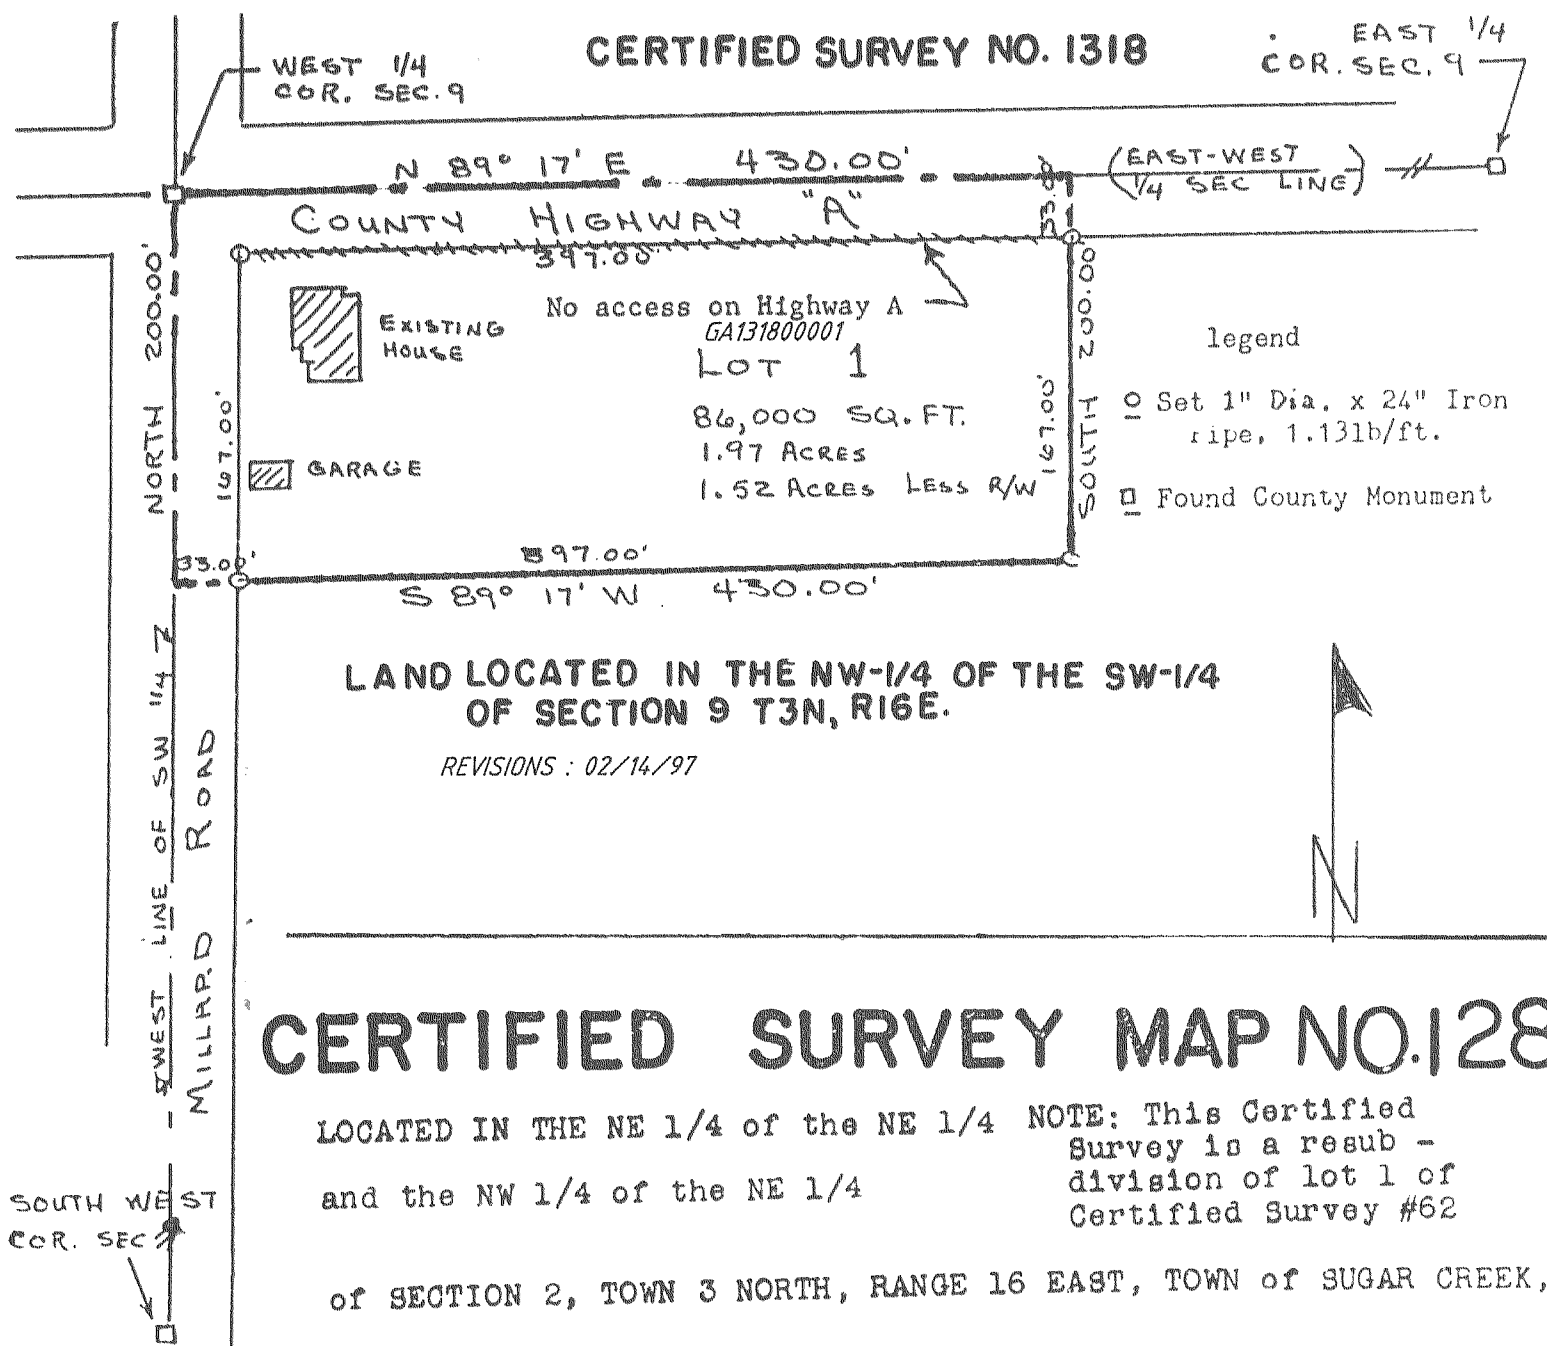 CERTIFIED SURVEY NO. 1318
WEST 1/4
COR. SEC. 9
EAST 1/4
COR. SEC. 9
N 89° 17' E 430.00'
(EAST-WEST
1/4 SEC LINE)
33.00
COUNTY HIGHWAY "A"
397.00'
NORTH 200.00'
167.00'
EXISTING
HOUSE
GARAGE
No access on Highway A
GA131800001
LOT 1
86,000 SQ. FT.
1.97 ACRES
1.52 ACRES LESS R/W
167.00'
SOUTH 200.00
legend
Set 1" Dia. x 24" Iron
ripe, 1.13lb/ft.
Found County Monument
33.00'
397.00'
S 89° 17' W 430.00'
LAND LOCATED IN THE NW-1/4 OF THE SW-1/4
OF SECTION 9 T3N, R16E.
REVISIONS : 02/14/97
WEST LINE OF SW 1/4
MILLARD ROAD
N
CERTIFIED SURVEY MAP NO.128
LOCATED IN THE NE 1/4 of the NE 1/4
and the NW 1/4 of the NE 1/4
NOTE: This Certified
Survey is a resub -
division of lot 1 of
Certified Survey #62
of SECTION 2, TOWN 3 NORTH, RANGE 16 EAST, TOWN of SUGAR CREEK,
SOUTH WEST
COR. SEC